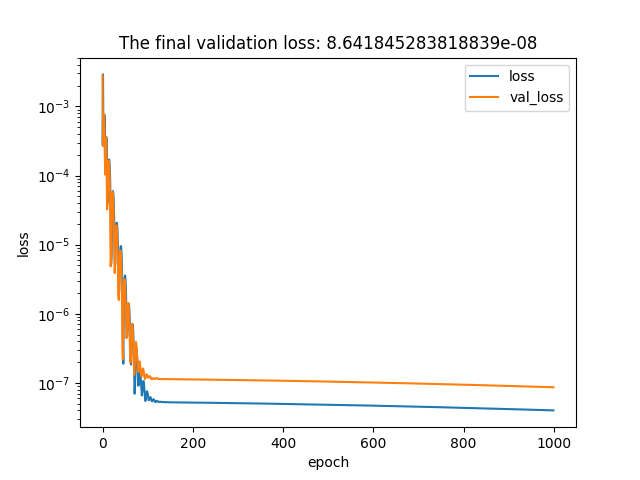 The final validation loss: 8.641845283818839e-08
loss
val_loss
10⁻³
10⁻⁴
10⁻⁵
10⁻⁶
10⁻⁷
loss
0 200 400 600 800 1000
epoch